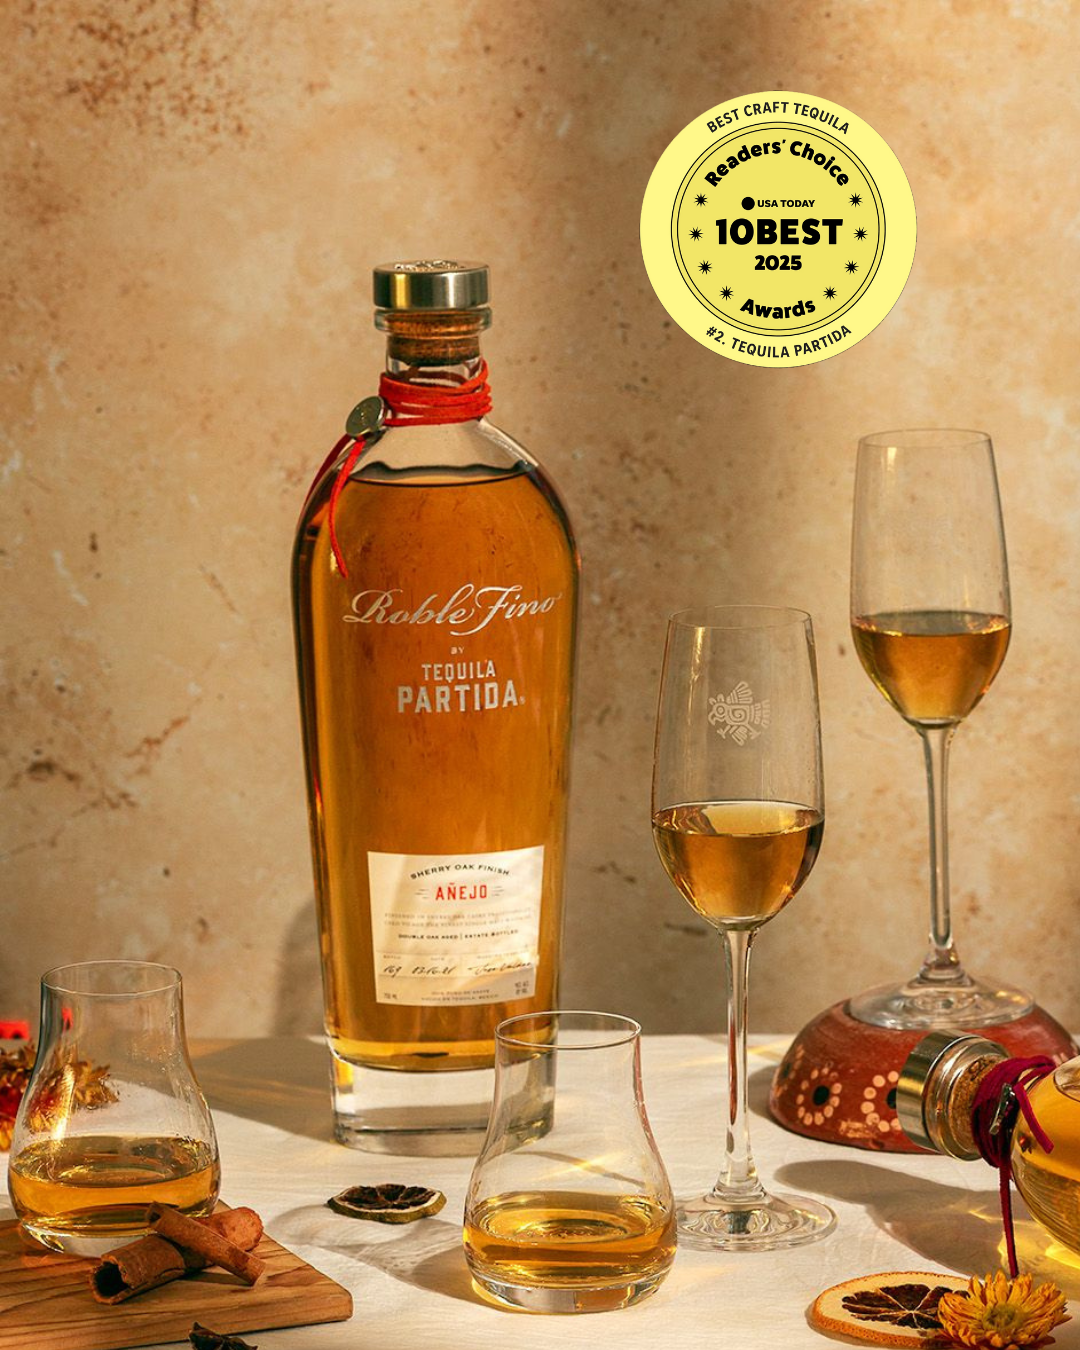 BEST CRAFT TEQUILA
Readers' Choice
USA TODAY
10BEST
2025
Awards
#2. TEQUILA PARTIDA
Roble Fino
BY
TEQUILA
PARTIDA
SHERRY OAK FINISH
AÑEJO
DOUBLE OAK AGED | ESTATE BOTTLED